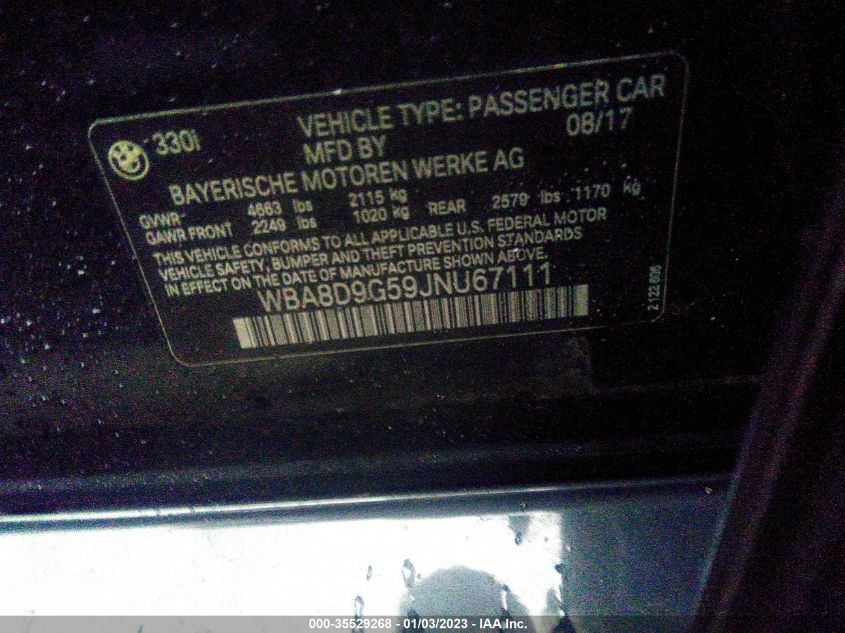 330i VEHICLE TYPE: PASSENGER CAR
MFD BY 08/17
BAYERISCHE MOTOREN WERKE AG
GVWR 4663 lbs 2115 kg
GAWR FRONT 2249 lbs 1020 kg REAR 2579 lbs 1170 kg
THIS VEHICLE CONFORMS TO ALL APPLICABLE U.S. FEDERAL MOTOR
VEHICLE SAFETY, BUMPER AND THEFT PREVENTION STANDARDS
IN EFFECT ON THE DATE OF MANUFACTURE SHOWN ABOVE.
WBA8D9G59JNU67111
000-35529268 - 01/03/2023 - IAA Inc.